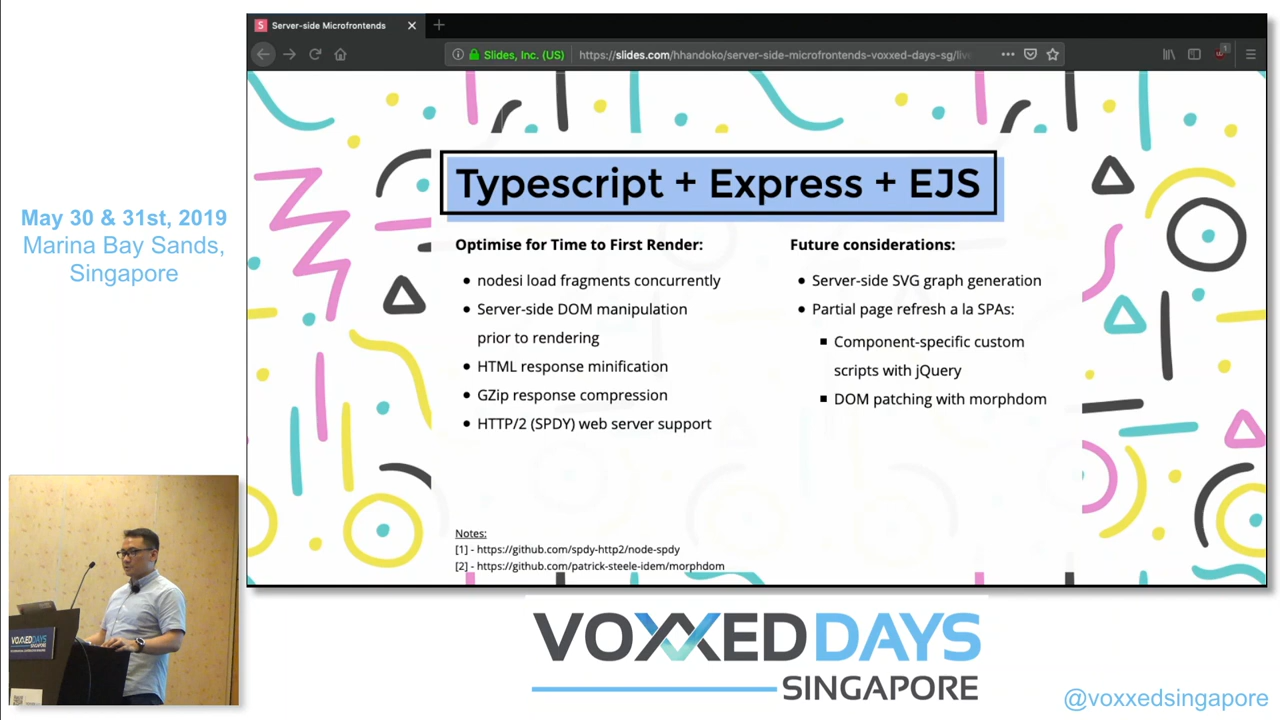 Server-side Microfrontends
Slides, Inc. (US)
https://slides.com/hhandoko/server-side-microfrontends-voxxed-days-sg/live
1
Typescript + Express + EJS
Optimise for Time to First Render:
• nodesi load fragments concurrently
• Server-side DOM manipulation
prior to rendering
• HTML response minification
• GZip response compression
• HTTP/2 (SPDY) web server support
Future considerations:
• Server-side SVG graph generation
• Partial page refresh a la SPAs:
▪ Component-specific custom
scripts with jQuery
▪ DOM patching with morphdom
Notes:
[1] - https://github.com/spdy-http2/node-spdy
[2] - https://github.com/patrick-steele-idem/morphdom
May 30 & 31st, 2019
Marina Bay Sands,
Singapore
VOXXED DAYS
SINGAPORE
VOXXEDDAYS
SINGAPORE
@voxxedsingapore